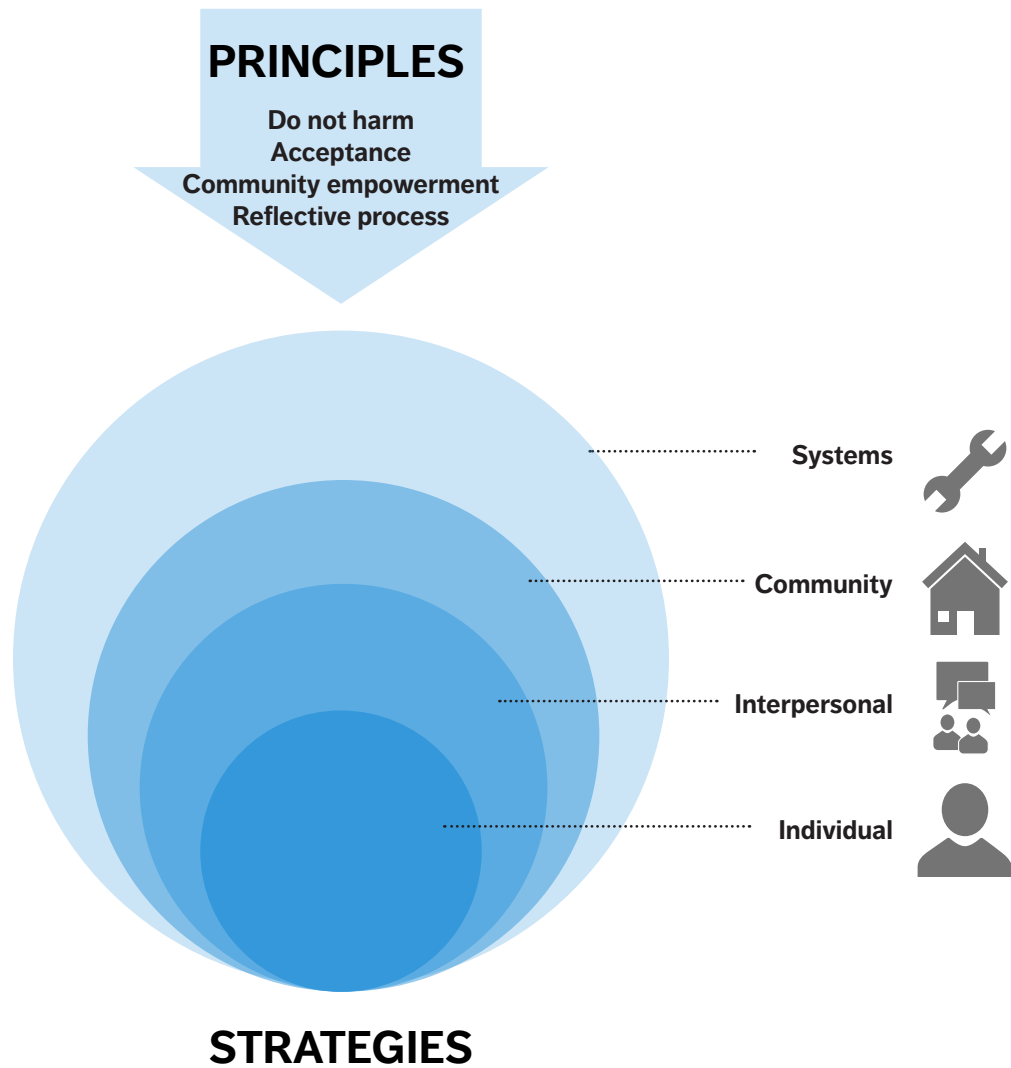 PRINCIPLES
Do not harm
Acceptance
Community empowerment
Reflective process
Systems
Community
Interpersonal
Individual
STRATEGIES